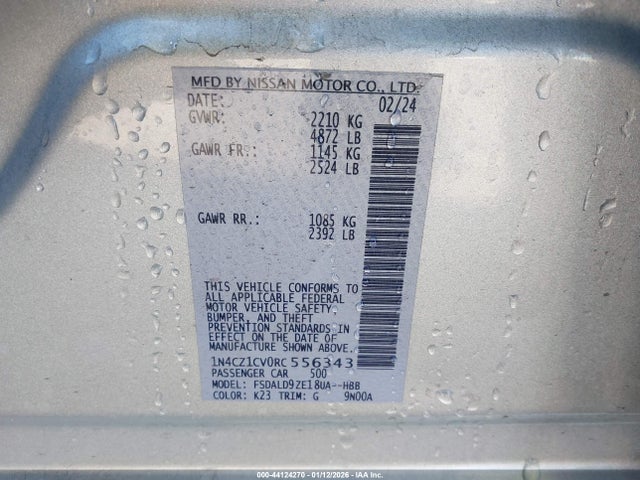 MFD BY NISSAN MOTOR CO., LTD.
DATE: 02/24
GVWR: 2210 KG
4872 LB
GAWR FR.: 1145 KG
2524 LB
GAWR RR.: 1085 KG
2392 LB
THIS VEHICLE CONFORMS TO
ALL APPLICABLE FEDERAL
MOTOR VEHICLE SAFETY,
BUMPER, AND THEFT
PREVENTION STANDARDS IN
EFFECT ON THE DATE OF
MANUFACTURE SHOWN ABOVE.
1N4CZ1CV0RC556343
PASSENGER CAR 500
MODEL: FSDALD9ZE18UA--HBB
COLOR: K23 TRIM: G 9N00A
000-44124270 - 01/12/2026 - IAA Inc.